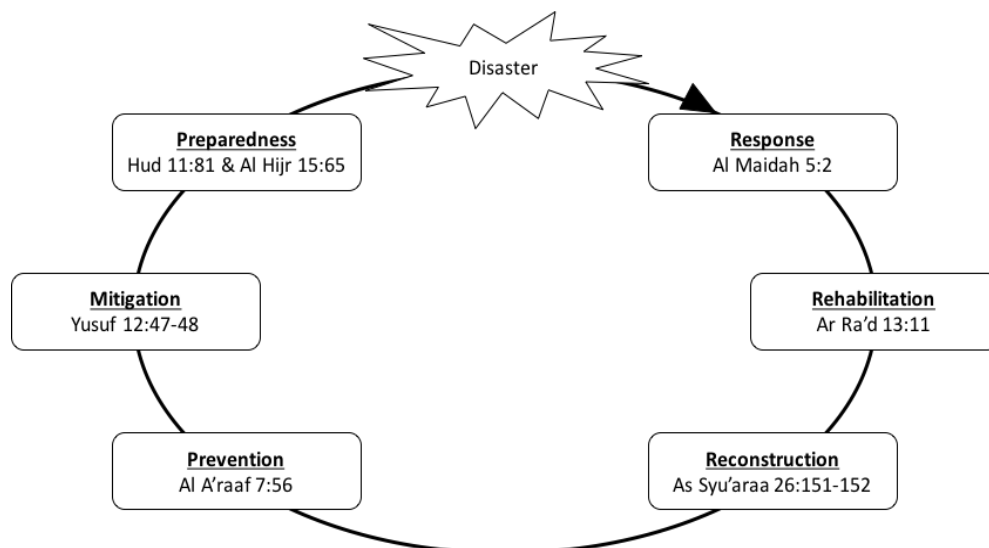 Disaster
Preparedness
Hud 11:81 & Al Hijr 15:65
Response
Al Maidah 5:2
Mitigation
Yusuf 12:47-48
Rehabilitation
Ar Ra’d 13:11
Prevention
Al A’raaf 7:56
Reconstruction
As Syu’araa 26:151-152